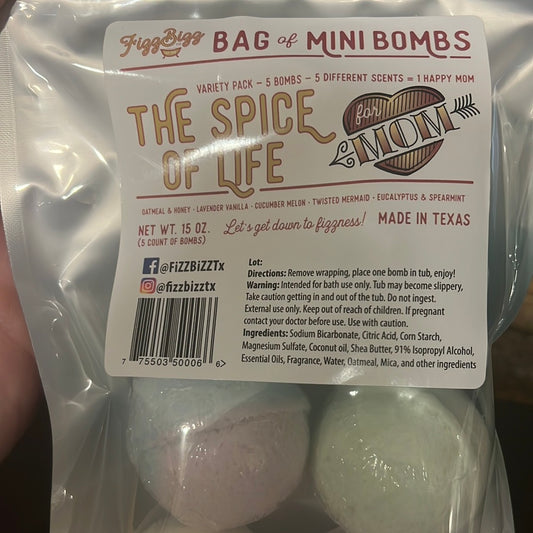 FizzBizz BAG of MINI BOMBS
VARIETY PACK – 5 BOMBS – 5 DIFFERENT SCENTS = 1 HAPPY MOM
THE SPICE
OF LIFE
for
MOM
OATMEAL & HONEY • LAVENDER VANILLA • CUCUMBER MELON • TWISTED MERMAID • EUCALYPTUS & SPEARMINT
NET WT. 15 OZ.
(5 COUNT OF BOMBS)
Let's get down to fizzness!
MADE IN TEXAS
@FiZZBiZZTx
@fizzbizztx
Lot:
Directions: Remove wrapping, place one bomb in tub, enjoy!
Warning: Intended for bath use only. Tub may become slippery,
Take caution getting in and out of the tub. Do not ingest.
External use only. Keep out of reach of children. If pregnant
contact your doctor before use. Use with caution.
Ingredients: Sodium Bicarbonate, Citric Acid, Corn Starch,
Magnesium Sulfate, Coconut oil, Shea Butter, 91% Isopropyl Alcohol,
Essential Oils, Fragrance, Water, Oatmeal, Mica, and other ingredients
7 75503 50006 6>